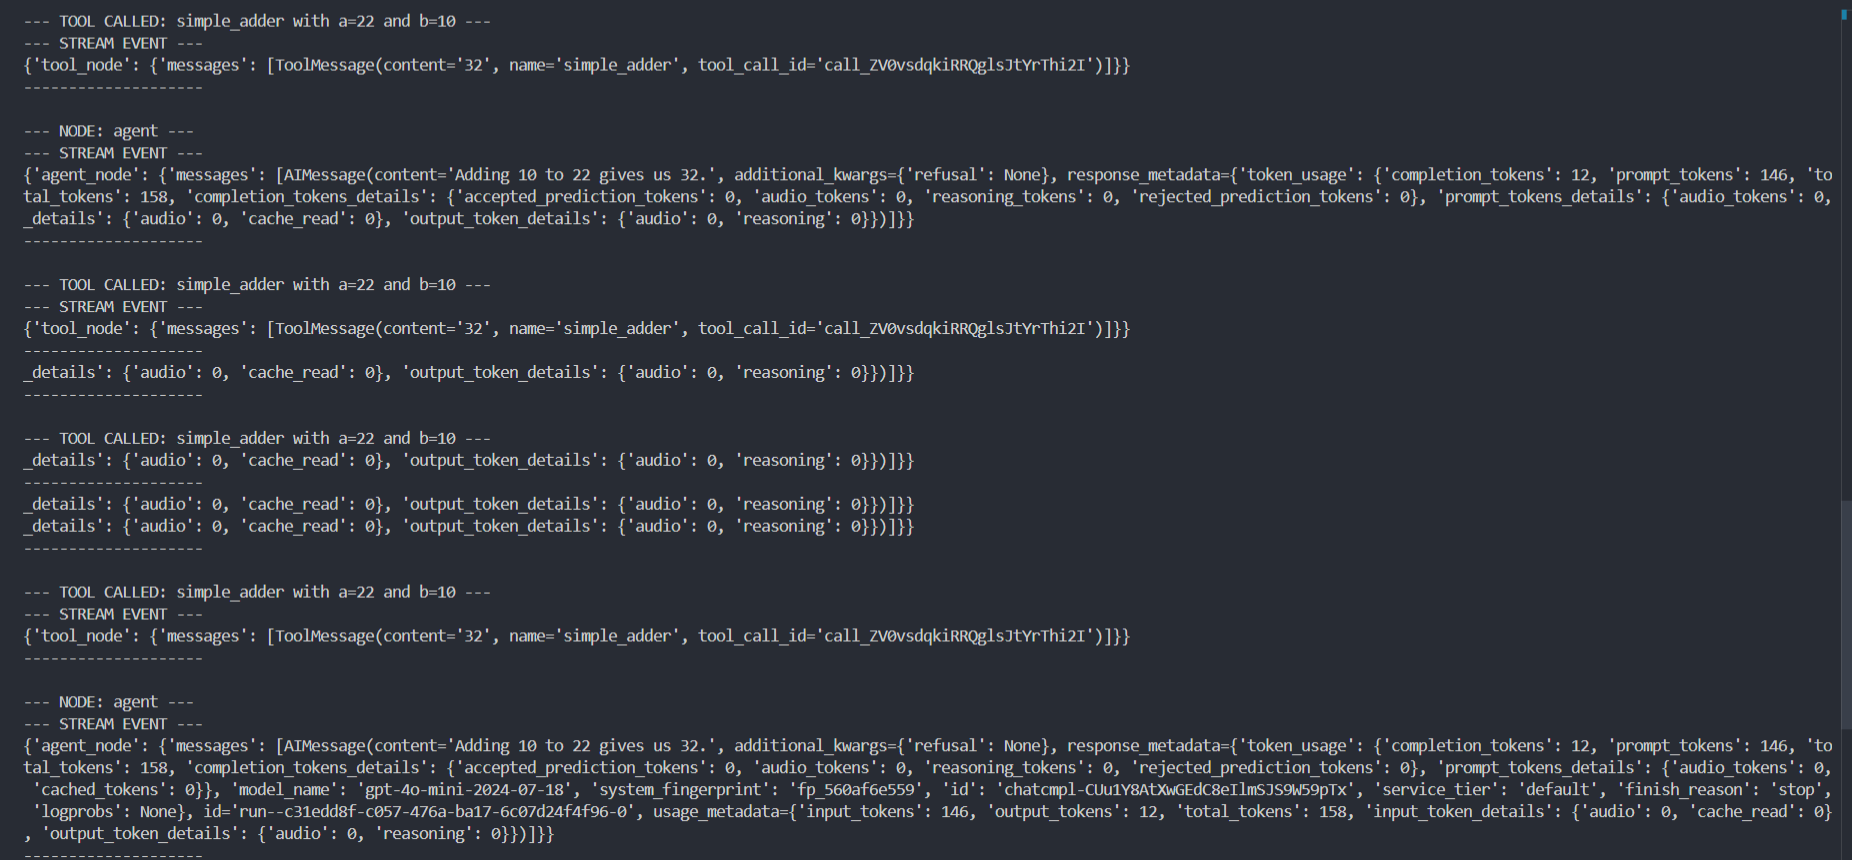 --- TOOL CALLED: simple_adder with a=22 and b=10 ---
--- STREAM EVENT ---
{'tool_node': {'messages': [ToolMessage(content='32', name='simple_adder', tool_call_id='call_ZV0vsdqkiRRQglsJtYrThi2I')]}}
--------------------
--- NODE: agent ---
--- STREAM EVENT ---
{'agent_node': {'messages': [AIMessage(content='Adding 10 to 22 gives us 32.', additional_kwargs={'refusal': None}, response_metadata={'token_usage': {'completion_tokens': 12, 'prompt_tokens': 146, 'to
tal_tokens': 158, 'completion_tokens_details': {'accepted_prediction_tokens': 0, 'audio_tokens': 0, 'reasoning_tokens': 0, 'rejected_prediction_tokens': 0}, 'prompt_tokens_details': {'audio_tokens': 0,
_details': {'audio': 0, 'cache_read': 0}, 'output_token_details': {'audio': 0, 'reasoning': 0}})]}}
--------------------
--- TOOL CALLED: simple_adder with a=22 and b=10 ---
--- STREAM EVENT ---
{'tool_node': {'messages': [ToolMessage(content='32', name='simple_adder', tool_call_id='call_ZV0vsdqkiRRQglsJtYrThi2I')]}}
--------------------
_details': {'audio': 0, 'cache_read': 0}, 'output_token_details': {'audio': 0, 'reasoning': 0}})]}}
--------------------
--- TOOL CALLED: simple_adder with a=22 and b=10 ---
_details': {'audio': 0, 'cache_read': 0}, 'output_token_details': {'audio': 0, 'reasoning': 0}})]}}
--------------------
_details': {'audio': 0, 'cache_read': 0}, 'output_token_details': {'audio': 0, 'reasoning': 0}})]}}
_details': {'audio': 0, 'cache_read': 0}, 'output_token_details': {'audio': 0, 'reasoning': 0}})]}}
--------------------
--- TOOL CALLED: simple_adder with a=22 and b=10 ---
--- STREAM EVENT ---
{'tool_node': {'messages': [ToolMessage(content='32', name='simple_adder', tool_call_id='call_ZV0vsdqkiRRQglsJtYrThi2I')]}}
--------------------
--- NODE: agent ---
--- STREAM EVENT ---
{'agent_node': {'messages': [AIMessage(content='Adding 10 to 22 gives us 32.', additional_kwargs={'refusal': None}, response_metadata={'token_usage': {'completion_tokens': 12, 'prompt_tokens': 146, 'to
tal_tokens': 158, 'completion_tokens_details': {'accepted_prediction_tokens': 0, 'audio_tokens': 0, 'reasoning_tokens': 0, 'rejected_prediction_tokens': 0}, 'prompt_tokens_details': {'audio_tokens': 0,
 'cached_tokens': 0}}, 'model_name': 'gpt-4o-mini-2024-07-18', 'system_fingerprint': 'fp_560af6e559', 'id': 'chatcmpl-CUu1Y8AtXwGEdC8eIlmSJS9W59pTx', 'service_tier': 'default', 'finish_reason': 'stop',
 'logprobs': None}, id='run--c31edd8f-c057-476a-ba17-6c07d24f4f96-0', usage_metadata={'input_tokens': 146, 'output_tokens': 12, 'total_tokens': 158, 'input_token_details': {'audio': 0, 'cache_read': 0}
, 'output_token_details': {'audio': 0, 'reasoning': 0}})]}}
--------------------